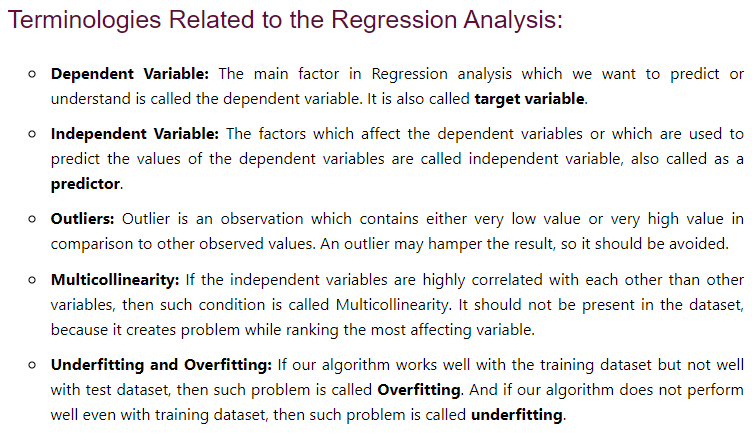 Terminologies Related to the Regression Analysis:
Dependent Variable: The main factor in Regression analysis which we want to predict or
understand is called the dependent variable. It is also called target variable.
Independent Variable: The factors which affect the dependent variables or which are used to
predict the values of the dependent variables are called independent variable, also called as a
predictor.
Outliers: Outlier is an observation which contains either very low value or very high value in
comparison to other observed values. An outlier may hamper the result, so it should be avoided.
Multicollinearity: If the independent variables are highly correlated with each other than other
variables, then such condition is called Multicollinearity. It should not be present in the dataset,
because it creates problem while ranking the most affecting variable.
Underfitting and Overfitting: If our algorithm works well with the training dataset but not well
with test dataset, then such problem is called Overfitting. And if our algorithm does not perform
well even with training dataset, then such problem is called underfitting.